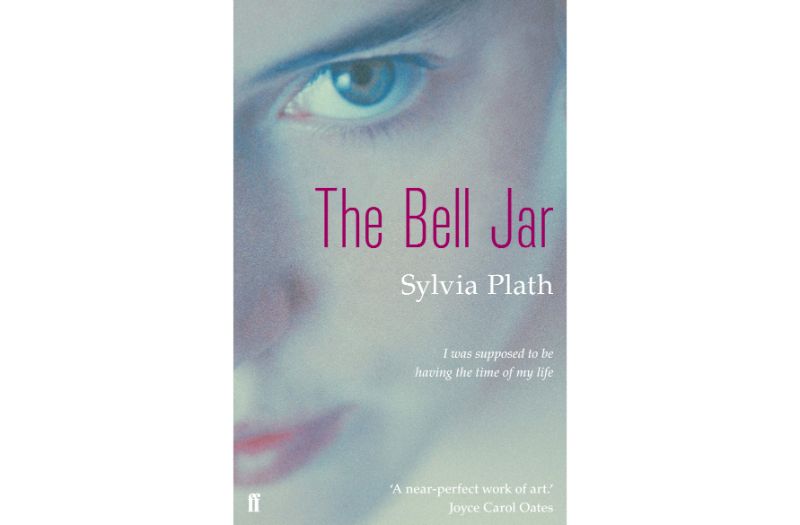 The Bell Jar
Sylvia Plath
I was supposed to be
having the time of my life
ff
‘A near-perfect work of art.’
Joyce Carol Oates